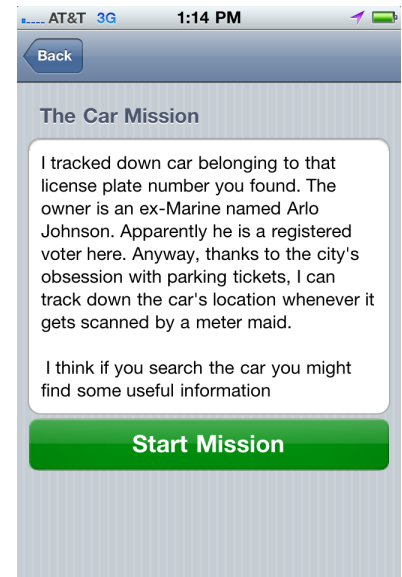 AT&T 3G 1:14 PM
Back
The Car Mission
I tracked down car belonging to that
license plate number you found. The
owner is an ex-Marine named Arlo
Johnson. Apparently he is a registered
voter here. Anyway, thanks to the city's
obsession with parking tickets, I can
track down the car's location whenever it
gets scanned by a meter maid.
I think if you search the car you might
find some useful information
Start Mission